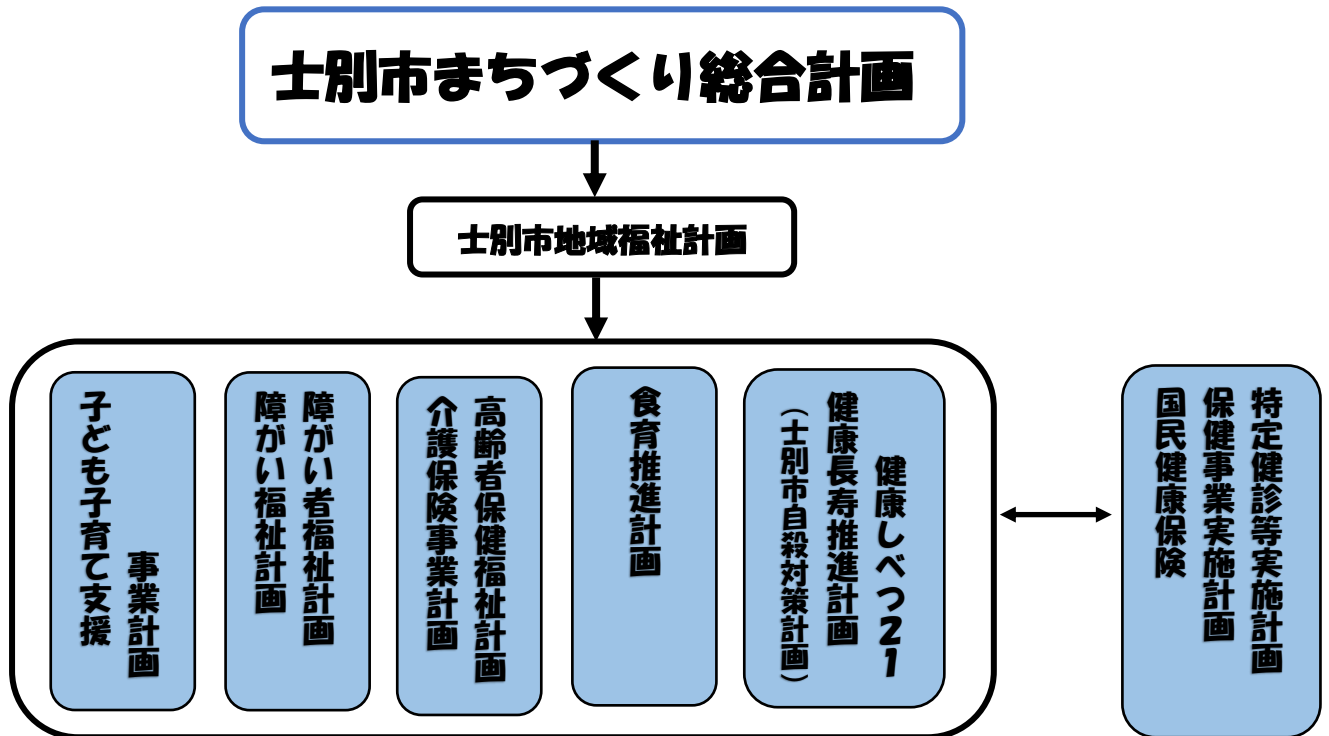 士別市まちづくり総合計画
士別市地域福祉計画
子ども子育て支援
事業計画
障がい者福祉計画
障がい福祉計画
高齢者保健福祉計画
介護保険事業計画
食育推進計画
健康しべつ21
健康長寿推進計画
（士別市自殺対策計画）
国民健康保険
保健事業実施計画
特定健診等実施計画